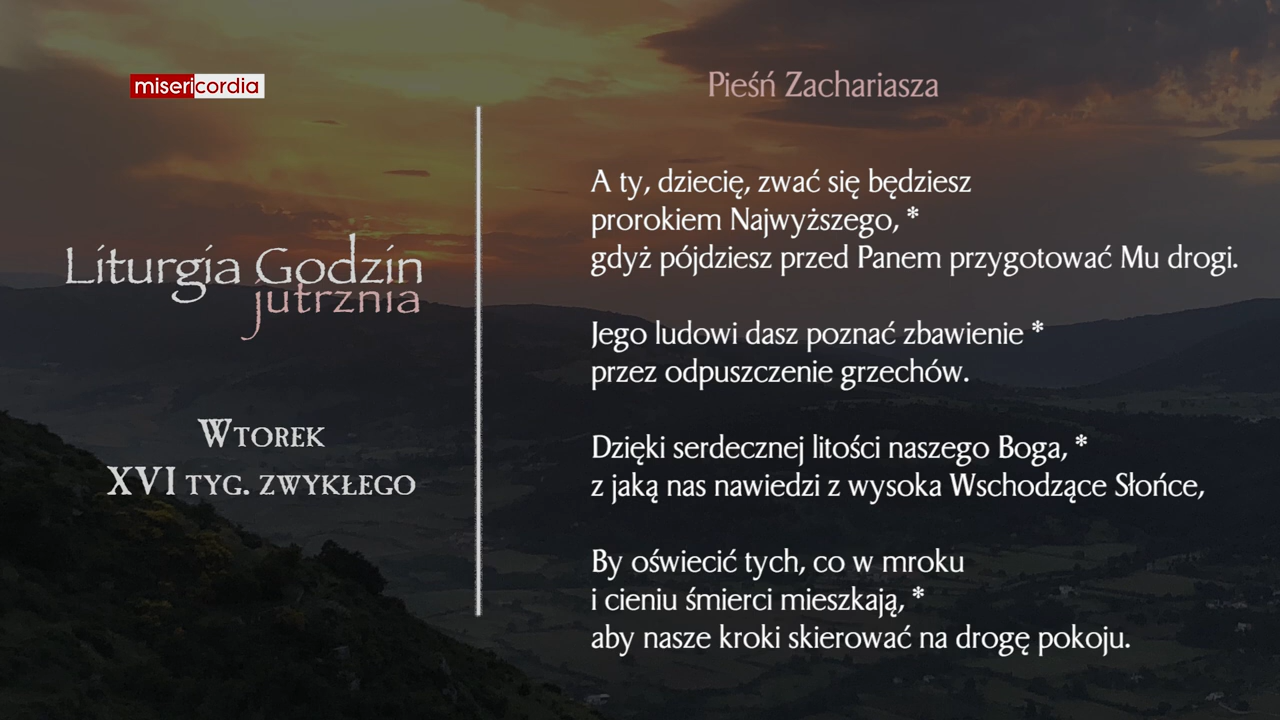 misericordia
Liturgia Godzin
jutrznia
Wtorek
XVI tyg. zwykłego
Pieśń Zachariasza
A ty, dziecię, zwać się będziesz
prorokiem Najwyższego, *
gdyż pójdziesz przed Panem przygotować Mu drogi.
Jego ludowi dasz poznać zbawienie *
przez odpuszczenie grzechów.
Dzięki serdecznej litości naszego Boga, *
z jaką nas nawiedzi z wysoka Wschodzące Słońce,
By oświecić tych, co w mroku
i cieniu śmierci mieszkają, *
aby nasze kroki skierować na drogę pokoju.